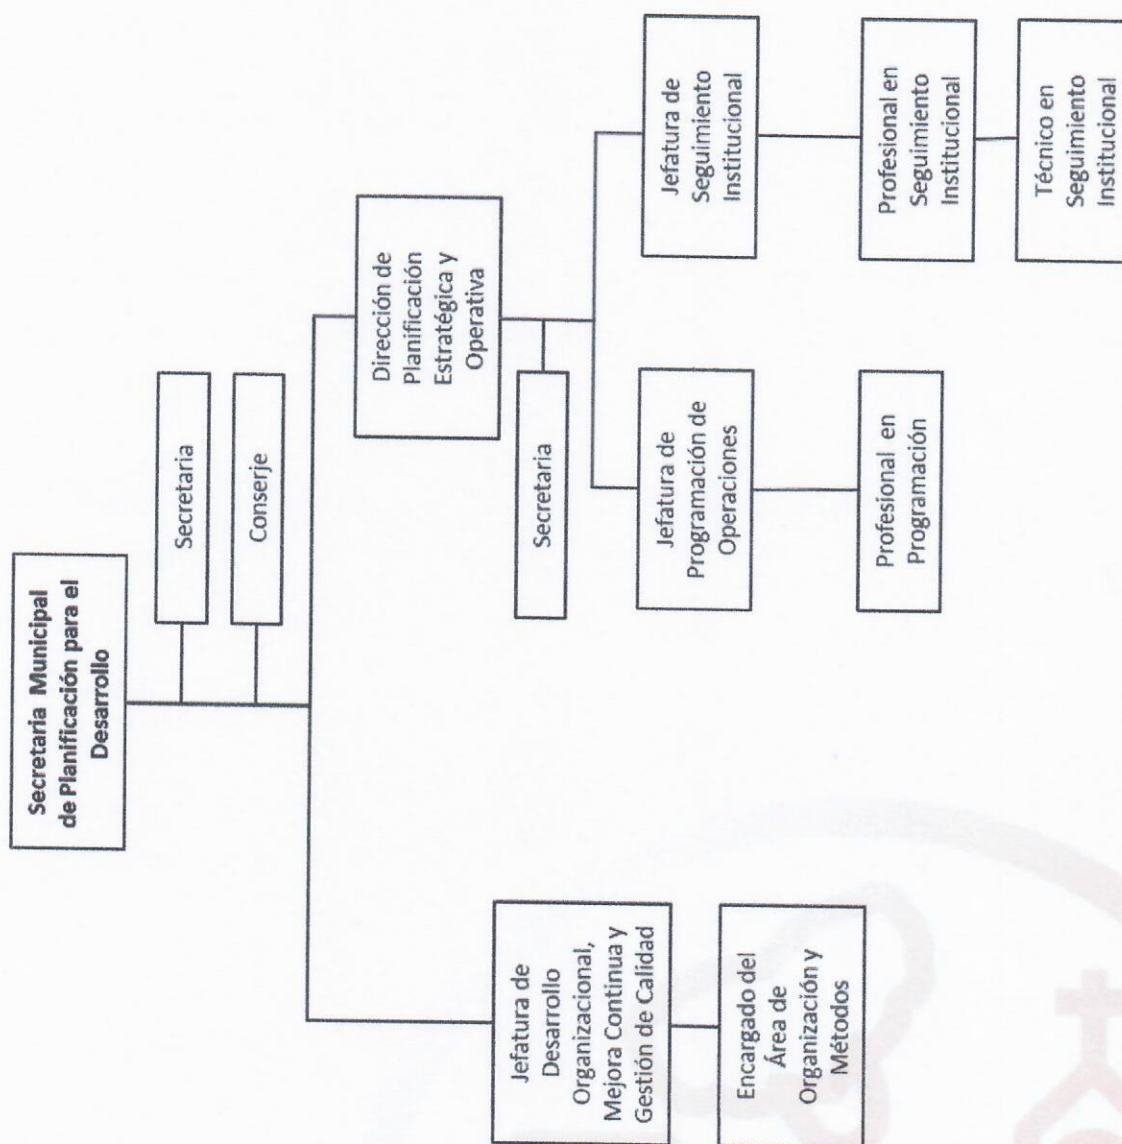 Secretaria Municipal
de Planificación para el
Desarrollo
Secretaria
Conserje
Jefatura de
Desarrollo
Organizacional,
Mejora Continua y
Gestión de Calidad
Encargado del
Área de
Organización y
Métodos
Dirección de
Planificación
Estratégica y
Operativa
Secretaria
Jefatura de
Programación de
Operaciones
Profesional en
Programación
Jefatura de
Seguimiento
Institucional
Profesional en
Seguimiento
Institucional
Técnico en
Seguimiento
Institucional